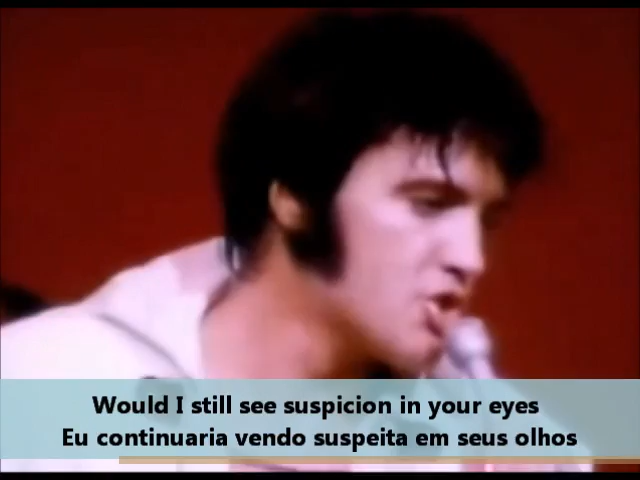 Would I still see suspicion in your eyes
Eu continuaria vendo suspeita em seus olhos